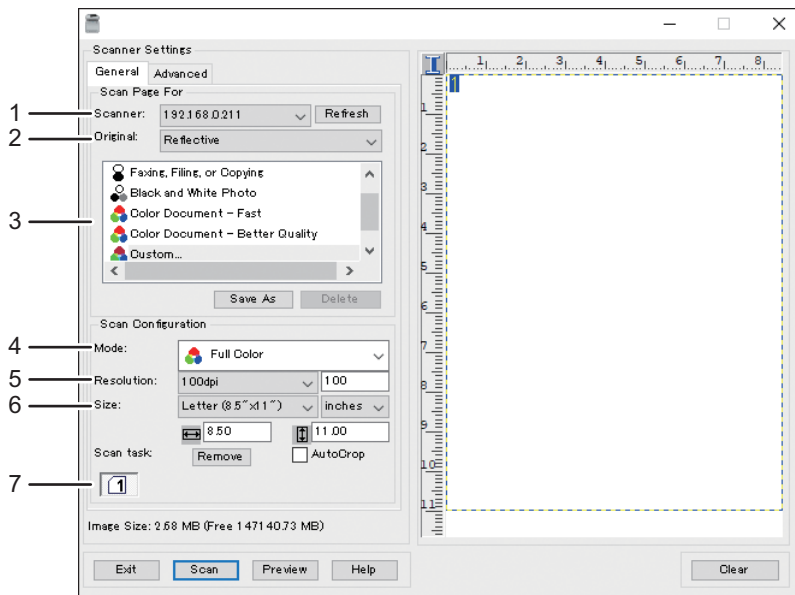 Scanner Settings
General Advanced
Scan Page For
1 Scanner: 192.168.0.211 Refresh
2 Original: Reflective
3
Faxing, Filing, or Copying
Black and White Photo
Color Document - Fast
Color Document - Better Quality
Custom...
Save As Delete
Scan Configuration
4 Mode: Full Color
5 Resolution: 100dpi 100
6 Size: Letter (8.5"x11") inches
8.50 11.00
Scan task: Remove AutoCrop
7 1
Image Size: 2.68 MB (Free 147140.73 MB)
Exit Scan Preview Help
1 2 3 4 5 6 7 8
1
1
2
3
4
5
6
7
8
9
10
11
Clear